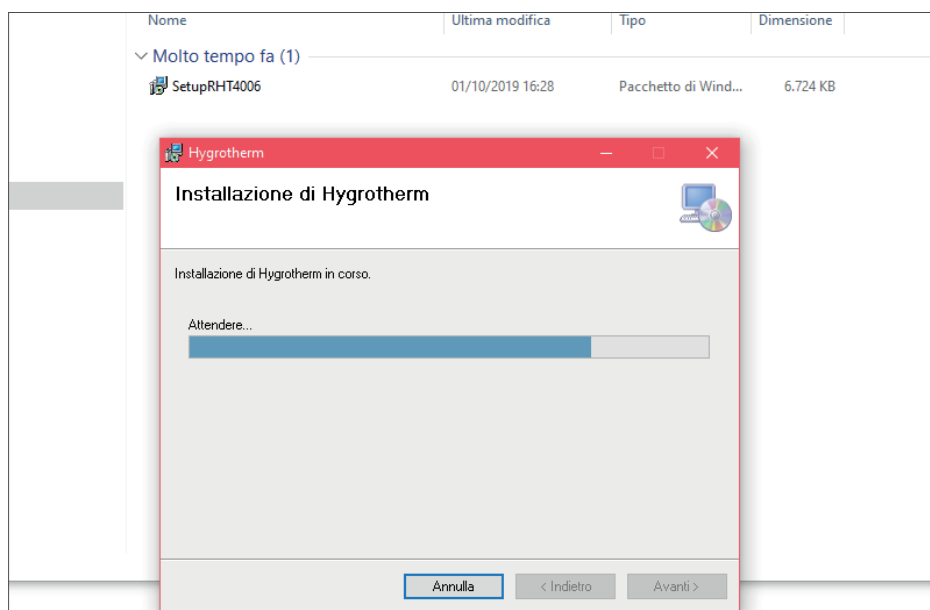 Nome Ultima modifica Tipo Dimensione
Molto tempo fa (1)
SetupRHT4006 01/10/2019 16:28 Pacchetto di Wind... 6.724 KB
Hygrotherm
Installazione di Hygrotherm
Installazione di Hygrotherm in corso.
Attendere...
Annulla < Indietro Avanti >